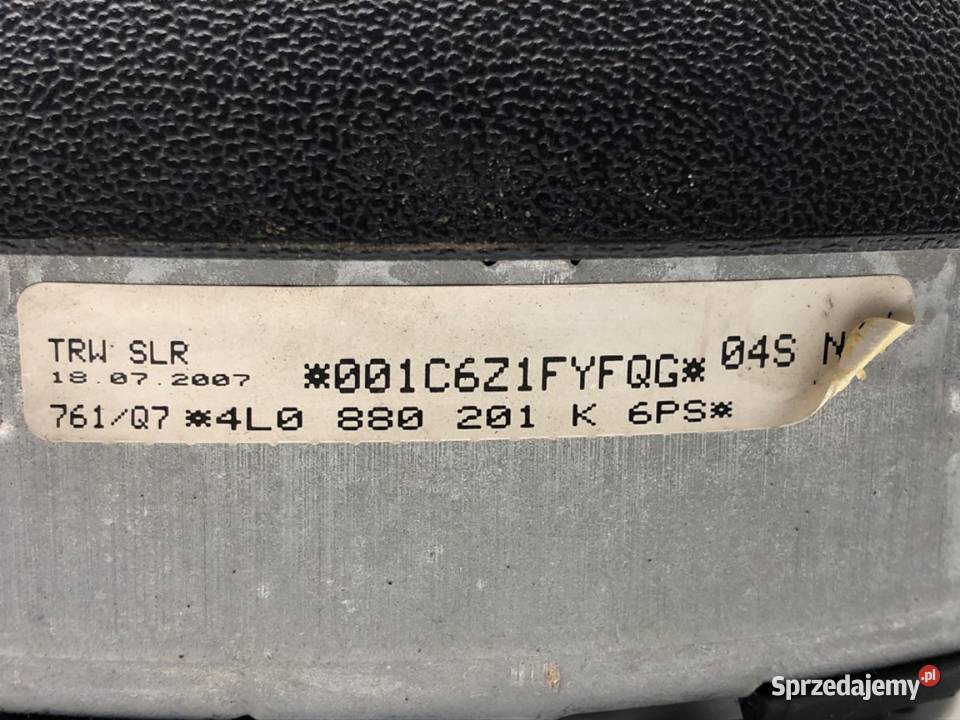 TRW SLR
18.07.2007
*001C6Z1FYFQG* 04S
761/Q7 *4L0 880 201 K 6PS*
Sprzedajemy.pl